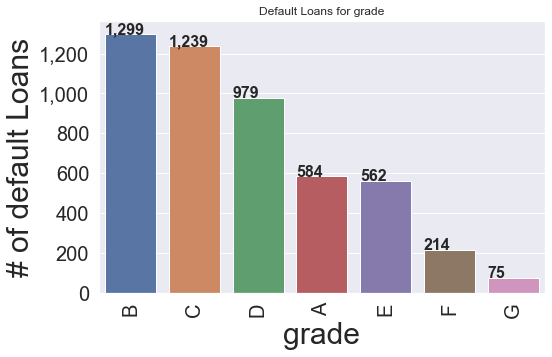 Default Loans for grade
# of default Loans
1,200
1,000
800
600
400
200
0
1,299
1,239
979
584
562
214
75
B
C
D
A
E
F
G
grade